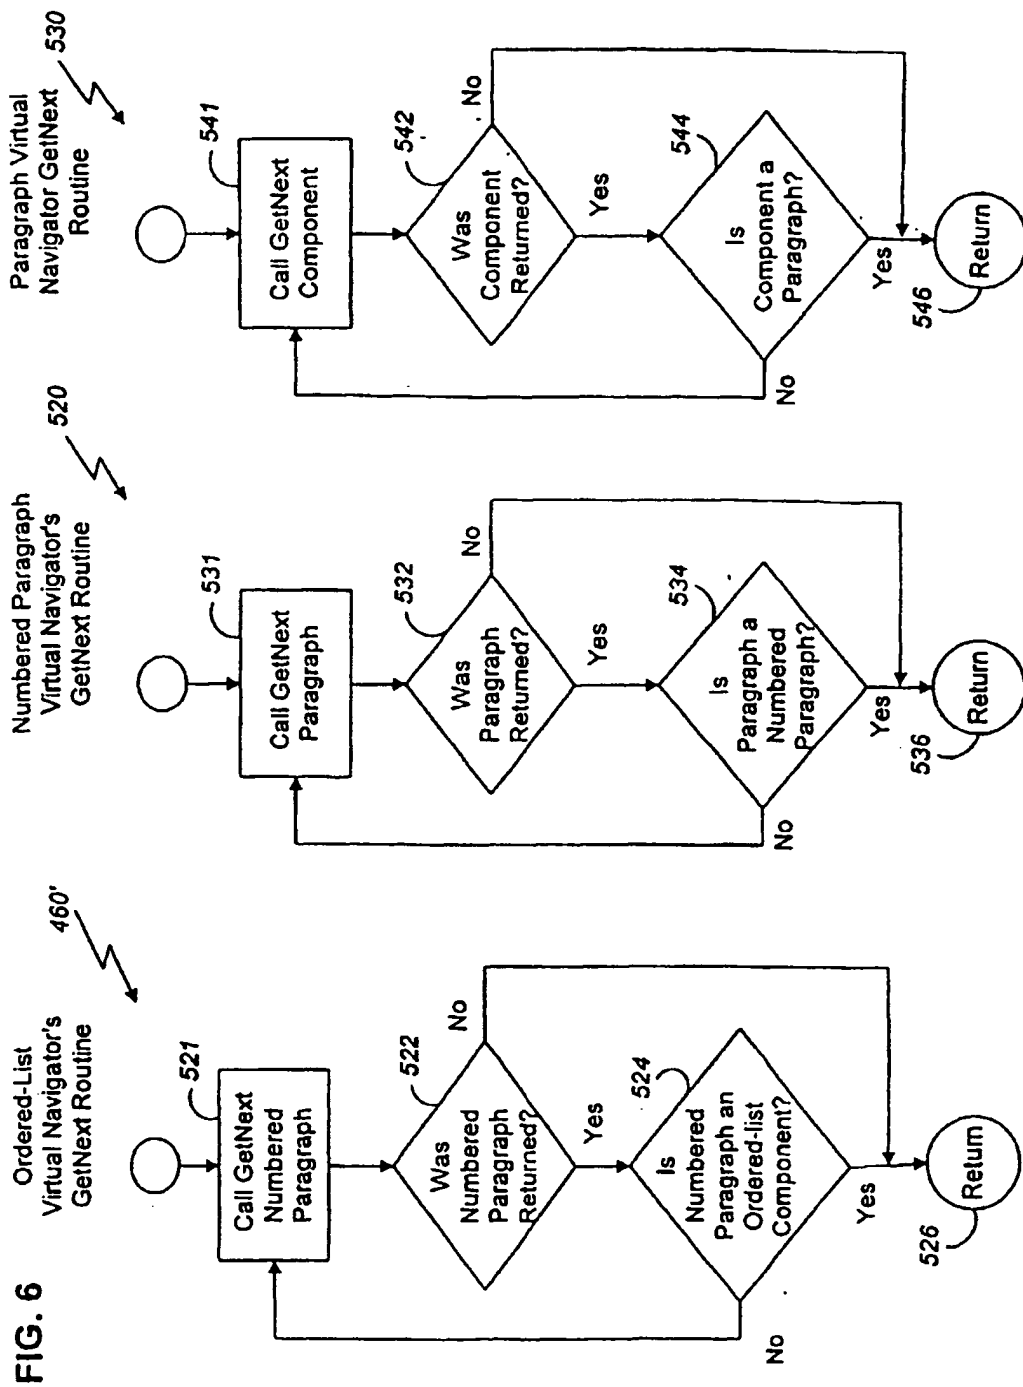 FIG. 6
Ordered-List
Virtual Navigator's
GetNext Routine
460'
521
Call GetNext
Numbered
Paragraph
522
Was
Numbered
Paragraph
Returned?
No
Yes
524
Is
Numbered
Paragraph an
Ordered-list
Component?
No
Yes
526
Return
Numbered Paragraph
Virtual Navigator's
GetNext Routine
520
531
Call GetNext
Paragraph
532
Was
Paragraph
Returned?
No
Yes
534
Is
Paragraph a
Numbered
Paragraph?
No
Yes
536
Return
Paragraph Virtual
Navigator GetNext
Routine
530
541
Call GetNext
Component
542
Was
Component
Returned?
No
Yes
544
Is
Component a
Paragraph?
No
Yes
546
Return